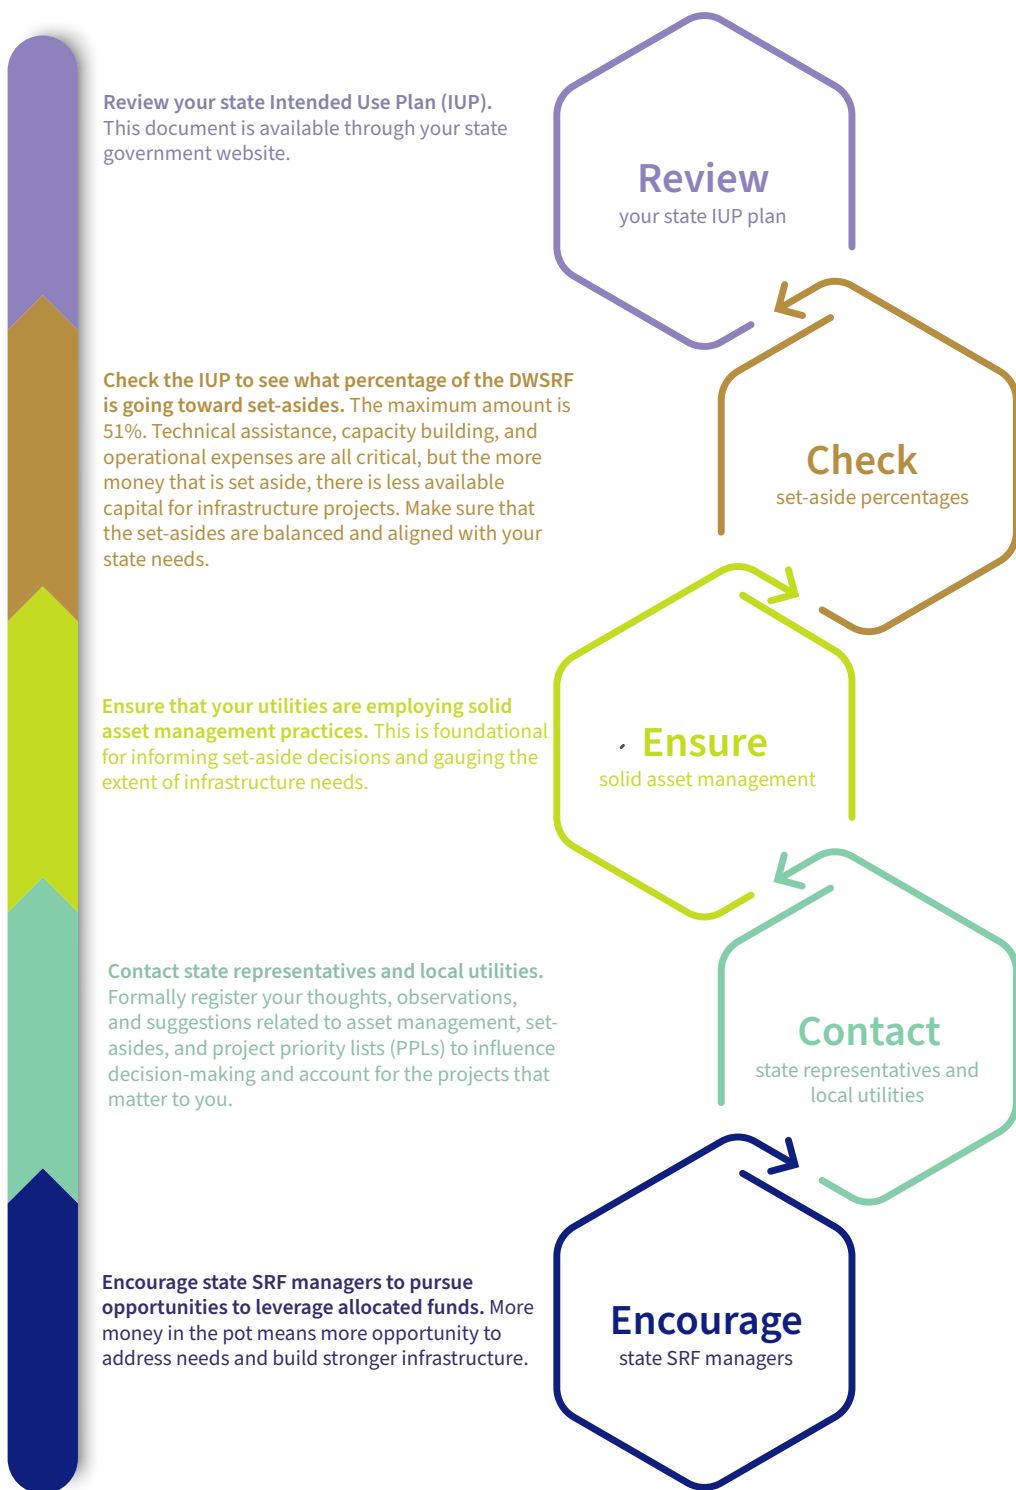 Review your state Intended Use Plan (IUP).
This document is available through your state
government website.
Review
your state IUP plan
Check the IUP to see what percentage of the DWSRF
is going toward set-asides. The maximum amount is
51%. Technical assistance, capacity building, and
operational expenses are all critical, but the more
money that is set aside, there is less available
capital for infrastructure projects. Make sure that
the set-asides are balanced and aligned with your
state needs.
Check
set-aside percentages
Ensure that your utilities are employing solid
asset management practices. This is foundational
for informing set-aside decisions and gauging the
extent of infrastructure needs.
Ensure
solid asset management
Contact state representatives and local utilities.
Formally register your thoughts, observations,
and suggestions related to asset management, set-
asides, and project priority lists (PPLs) to influence
decision-making and account for the projects that
matter to you.
Contact
state representatives and
local utilities
Encourage state SRF managers to pursue
opportunities to leverage allocated funds. More
money in the pot means more opportunity to
address needs and build stronger infrastructure.
Encourage
state SRF managers